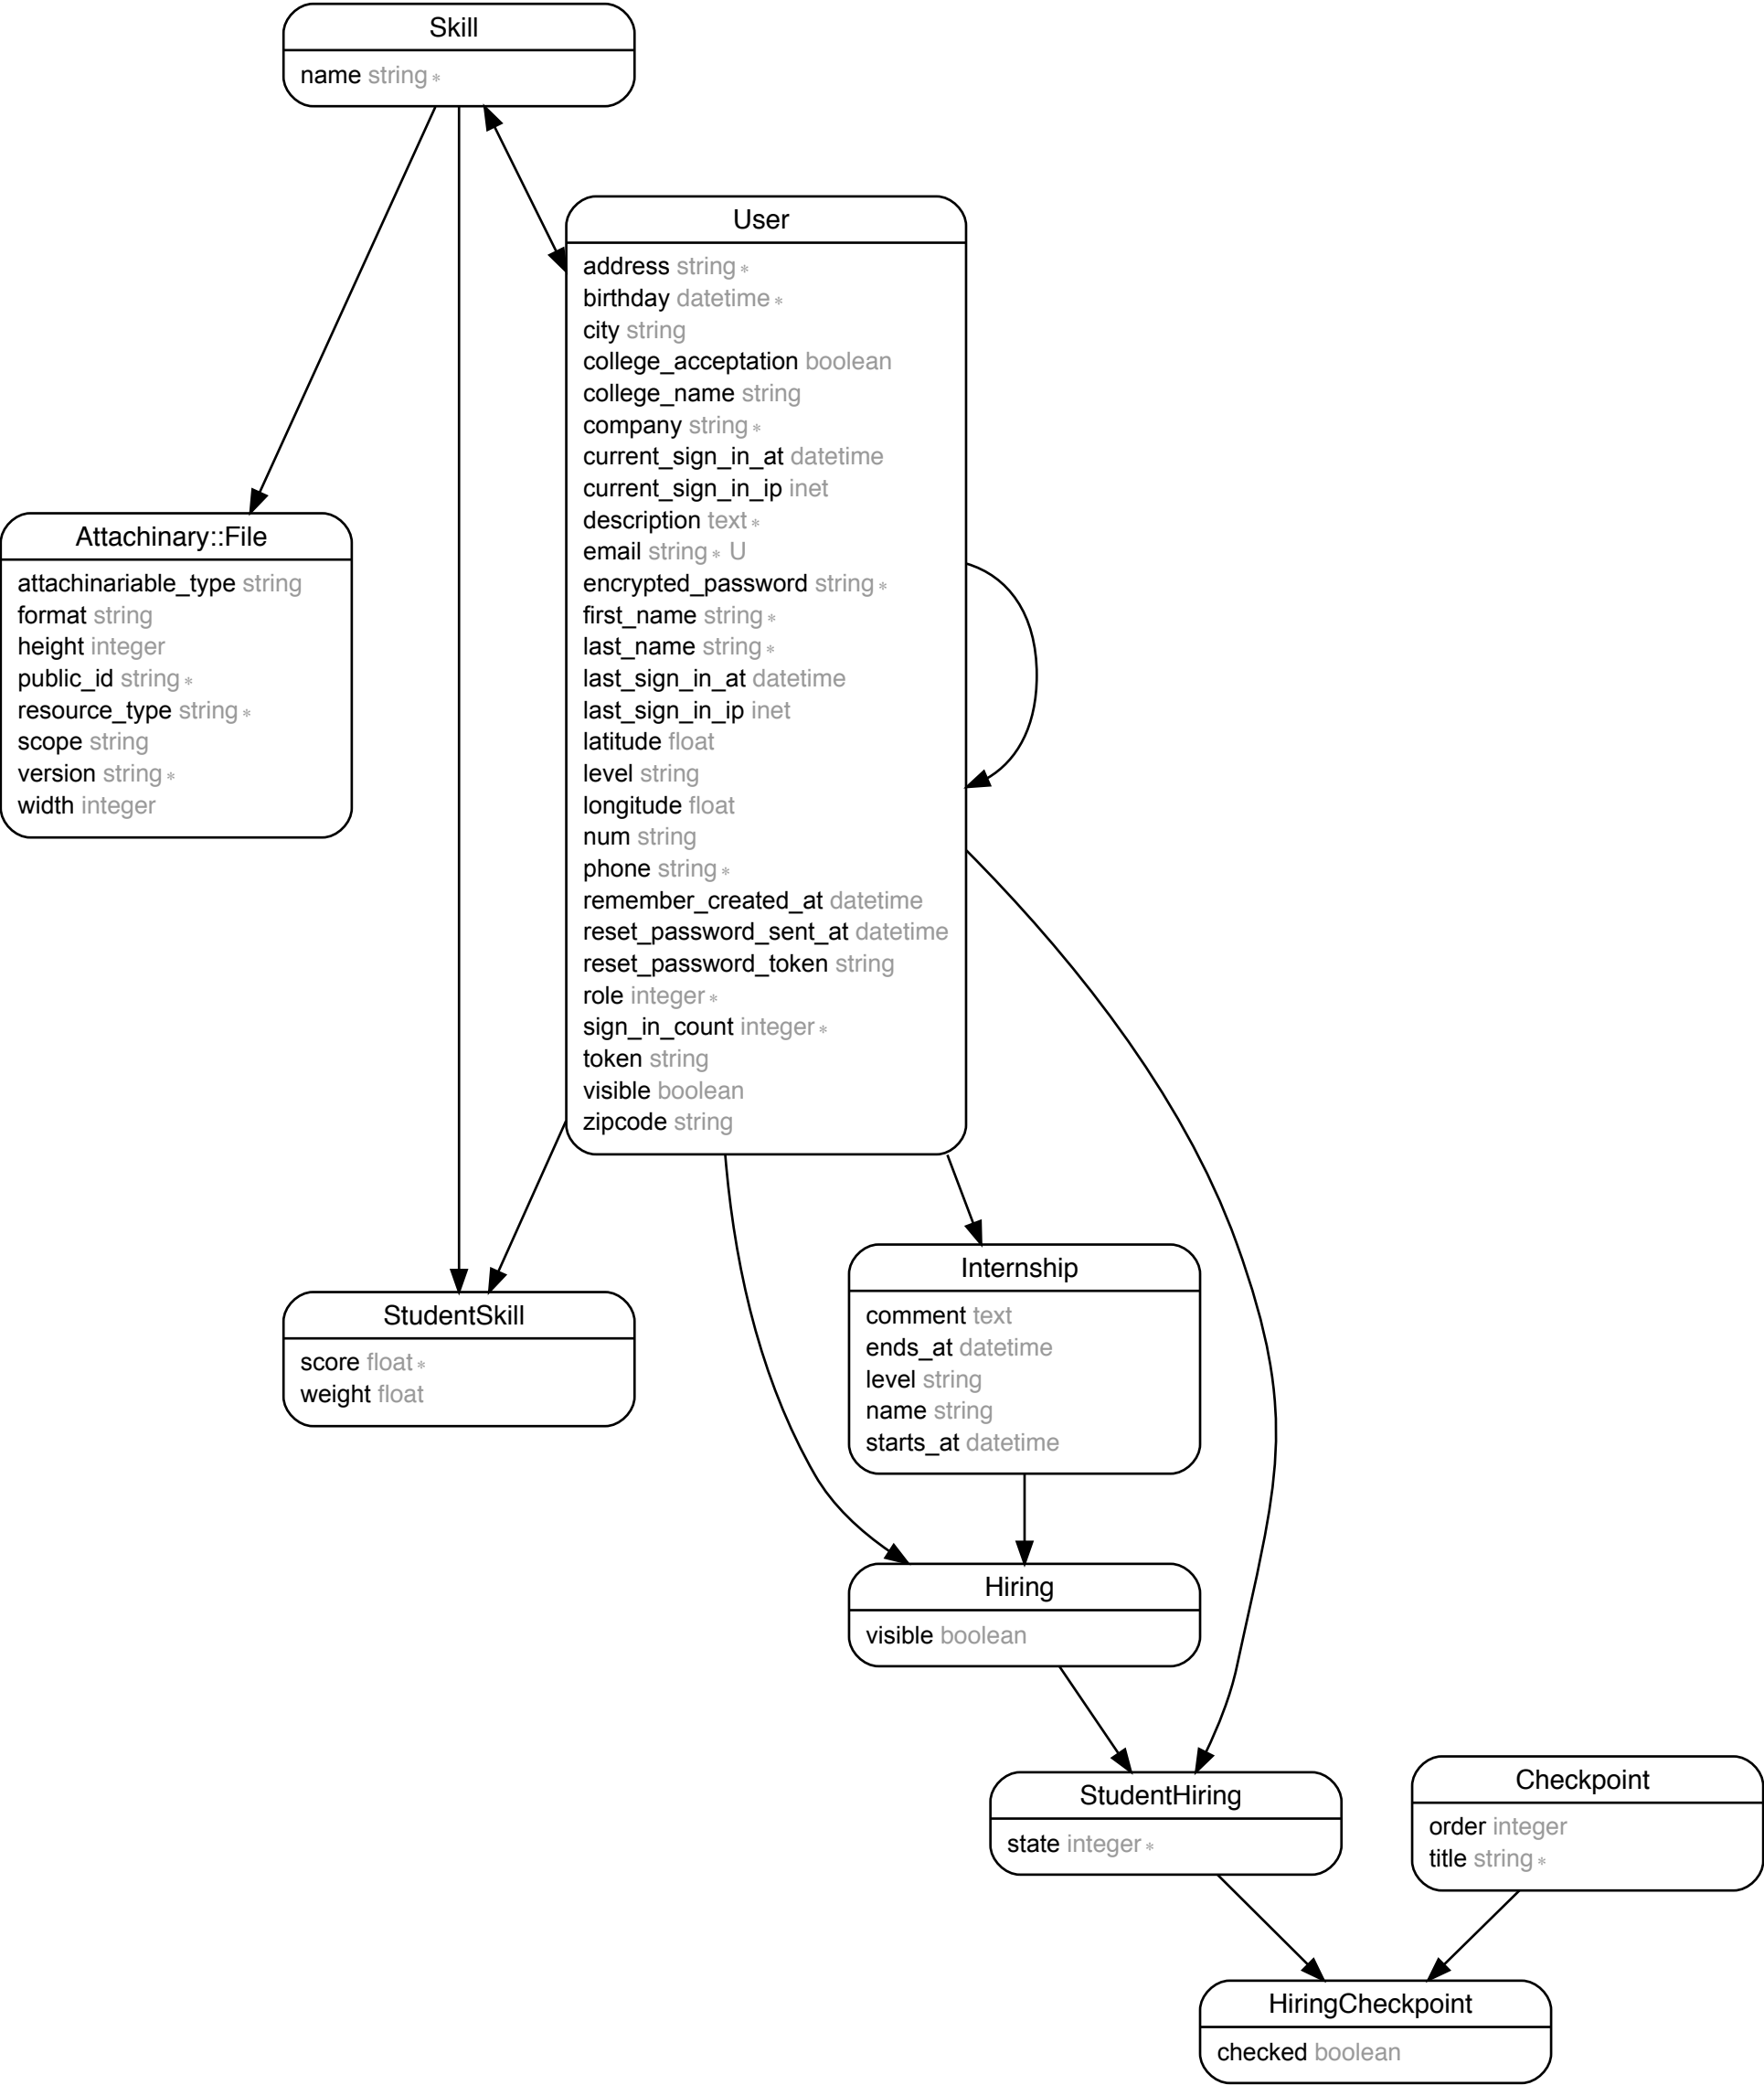 Skill
name string *
User
address string *
birthday datetime *
city string
college_acceptation boolean
college_name string
company string *
current_sign_in_at datetime
current_sign_in_ip inet
description text *
email string * U
encrypted_password string *
first_name string *
last_name string *
last_sign_in_at datetime
last_sign_in_ip inet
latitude float
level string
longitude float
num string
phone string *
remember_created_at datetime
reset_password_sent_at datetime
reset_password_token string
role integer *
sign_in_count integer *
token string
visible boolean
zipcode string
Attachinary::File
attachinariable_type string
format string
height integer
public_id string *
resource_type string *
scope string
version string *
width integer
StudentSkill
score float *
weight float
Internship
comment text
ends_at datetime
level string
name string
starts_at datetime
Hiring
visible boolean
StudentHiring
state integer *
Checkpoint
order integer
title string *
HiringCheckpoint
checked boolean